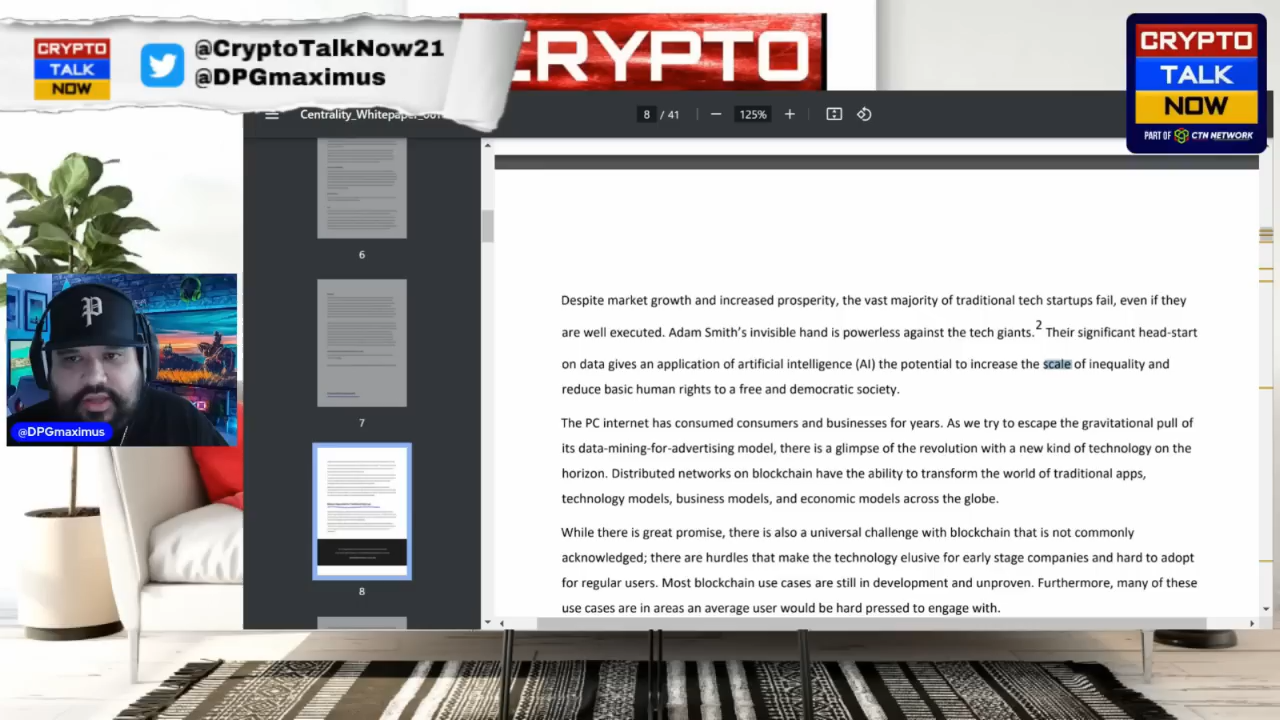 @CryptoTalkNow21
@DPGmaximus
CRYPTO
TALK
NOW
CRYPTO
CRYPTO
TALK
NOW
PART OF CTN NETWORK
8 / 41
125%
6
7
8
@DPGmaximus
Despite market growth and increased prosperity, the vast majority of traditional tech startups fail, even if they
are well executed. Adam Smith's invisible hand is powerless against the tech giants.2 Their significant head-start
on data gives an application of artificial intelligence (AI) the potential to increase the scale of inequality and
reduce basic human rights to a free and democratic society.
The PC internet has consumed consumers and businesses for years. As we try to escape the gravitational pull of
its data-mining-for-advertising model, there is a glimpse of the revolution with a new kind of technology on the
horizon. Distributed networks on blockchain have the ability to transform the world of traditional apps,
technology models, business models, and economic models across the globe.
While there is great promise, there is also a universal challenge with blockchain that is not commonly
acknowledged; there are hurdles that make the technology elusive for early stage companies and hard to adopt
for regular users. Most blockchain use cases are still in development and unproven. Furthermore, many of these
use cases are in areas an average user would be hard pressed to engage with.